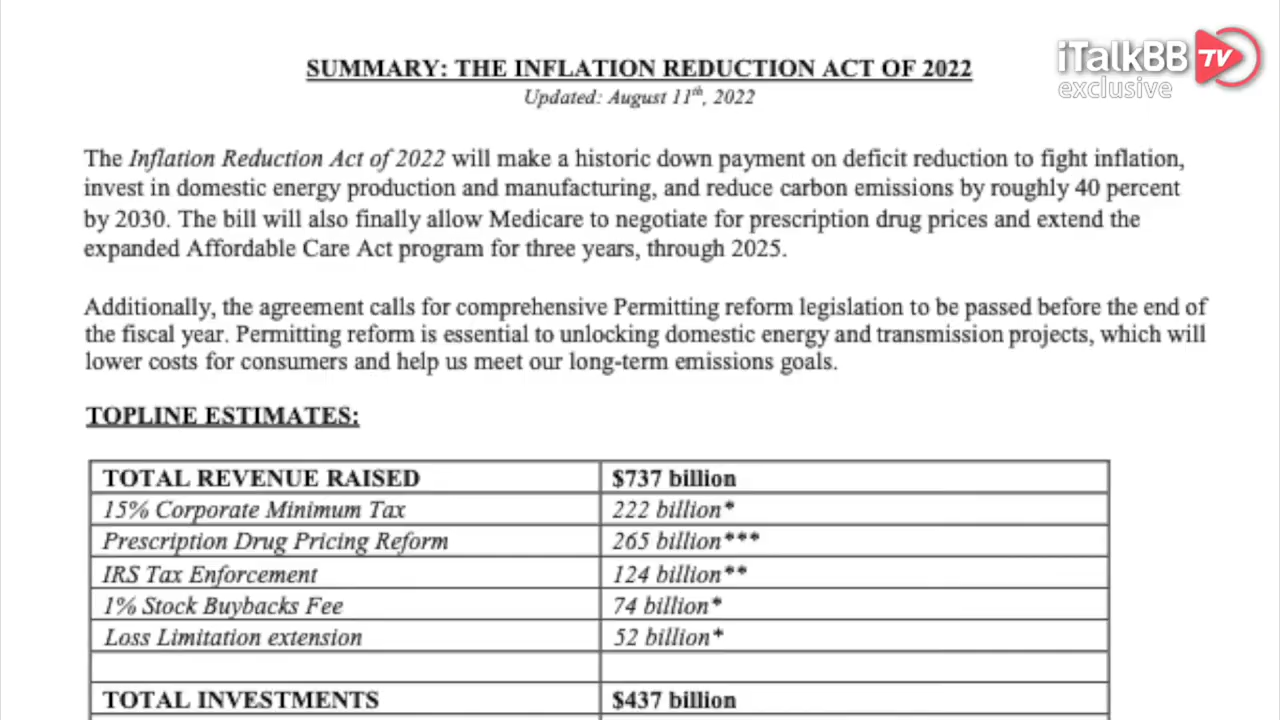 iTalkBB TV
exclusive
SUMMARY: THE INFLATION REDUCTION ACT OF 2022
Updated: August 11th, 2022
The Inflation Reduction Act of 2022 will make a historic down payment on deficit reduction to fight inflation,
invest in domestic energy production and manufacturing, and reduce carbon emissions by roughly 40 percent
by 2030. The bill will also finally allow Medicare to negotiate for prescription drug prices and extend the
expanded Affordable Care Act program for three years, through 2025.
Additionally, the agreement calls for comprehensive Permitting reform legislation to be passed before the end of
the fiscal year. Permitting reform is essential to unlocking domestic energy and transmission projects, which will
lower costs for consumers and help us meet our long-term emissions goals.
TOPLINE ESTIMATES:
TOTAL REVENUE RAISED $737 billion
15% Corporate Minimum Tax 222 billion*
Prescription Drug Pricing Reform 265 billion***
IRS Tax Enforcement 124 billion**
1% Stock Buybacks Fee 74 billion*
Loss Limitation extension 52 billion*
TOTAL INVESTMENTS $437 billion